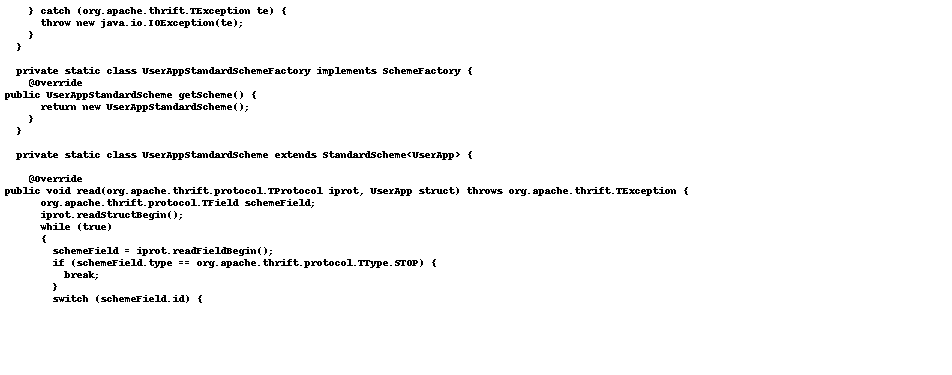 } catch (org.apache.thrift.TException te) {
      throw new java.io.IOException(te);
    }
  }

  private static class UserAppStandardSchemeFactory implements SchemeFactory {
    @Override
public UserAppStandardScheme getScheme() {
      return new UserAppStandardScheme();
    }
  }

  private static class UserAppStandardScheme extends StandardScheme<UserApp> {

    @Override
public void read(org.apache.thrift.protocol.TProtocol iprot, UserApp struct) throws org.apache.thrift.TException {
      org.apache.thrift.protocol.TField schemeField;
      iprot.readStructBegin();
      while (true)
      {
        schemeField = iprot.readFieldBegin();
        if (schemeField.type == org.apache.thrift.protocol.TType.STOP) {
          break;
        }
        switch (schemeField.id) {